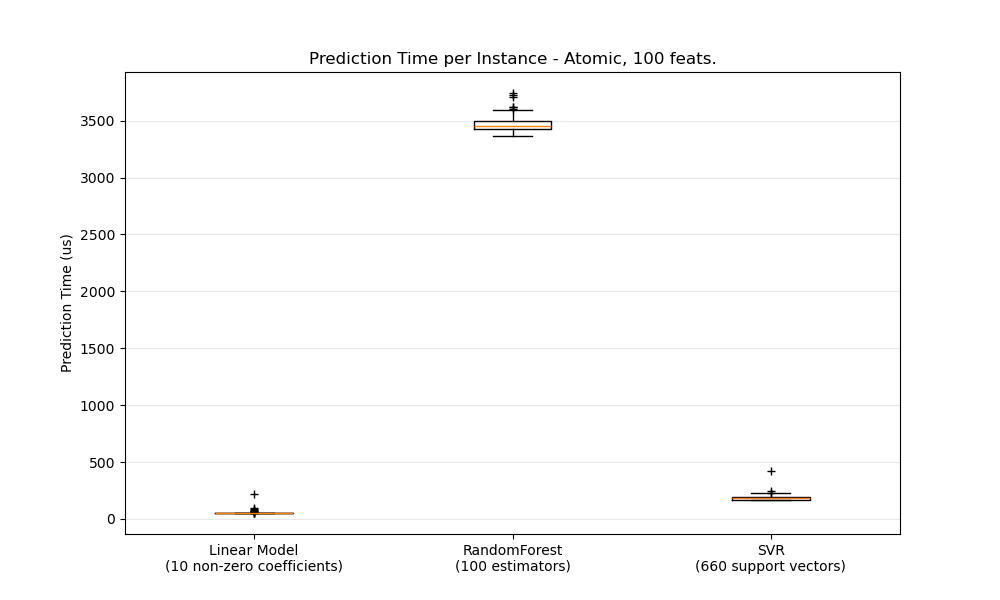 Prediction Time per Instance - Atomic, 100 feats.
Prediction Time (us)
3500
3000
2500
2000
1500
1000
500
0
Linear Model
(10 non-zero coefficients)
RandomForest
(100 estimators)
SVR
(660 support vectors)